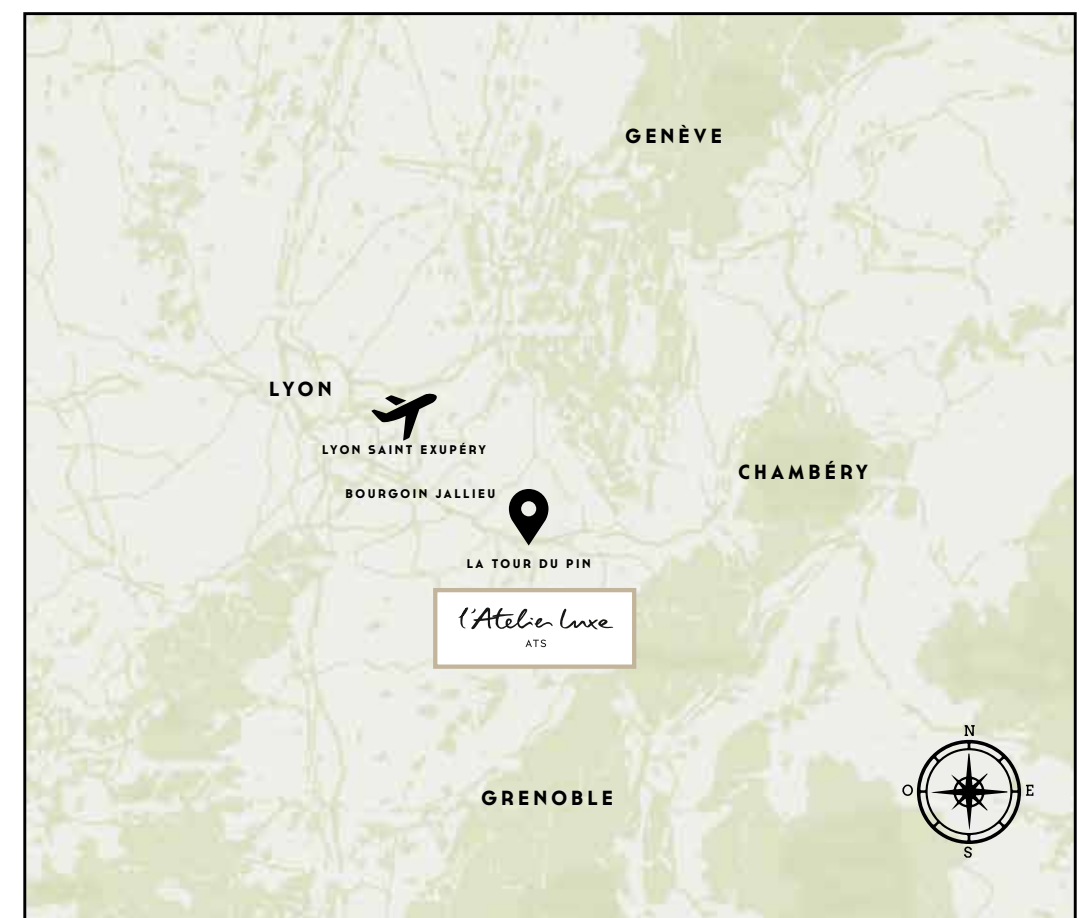 GENÈVE
LYON
LYON SAINT EXUPÉRY
CHAMBÉRY
BOURGOIN JALLIEU
LA TOUR DU PIN
l'Atelier Luxe
ATS
N
O
E
S
GRENOBLE